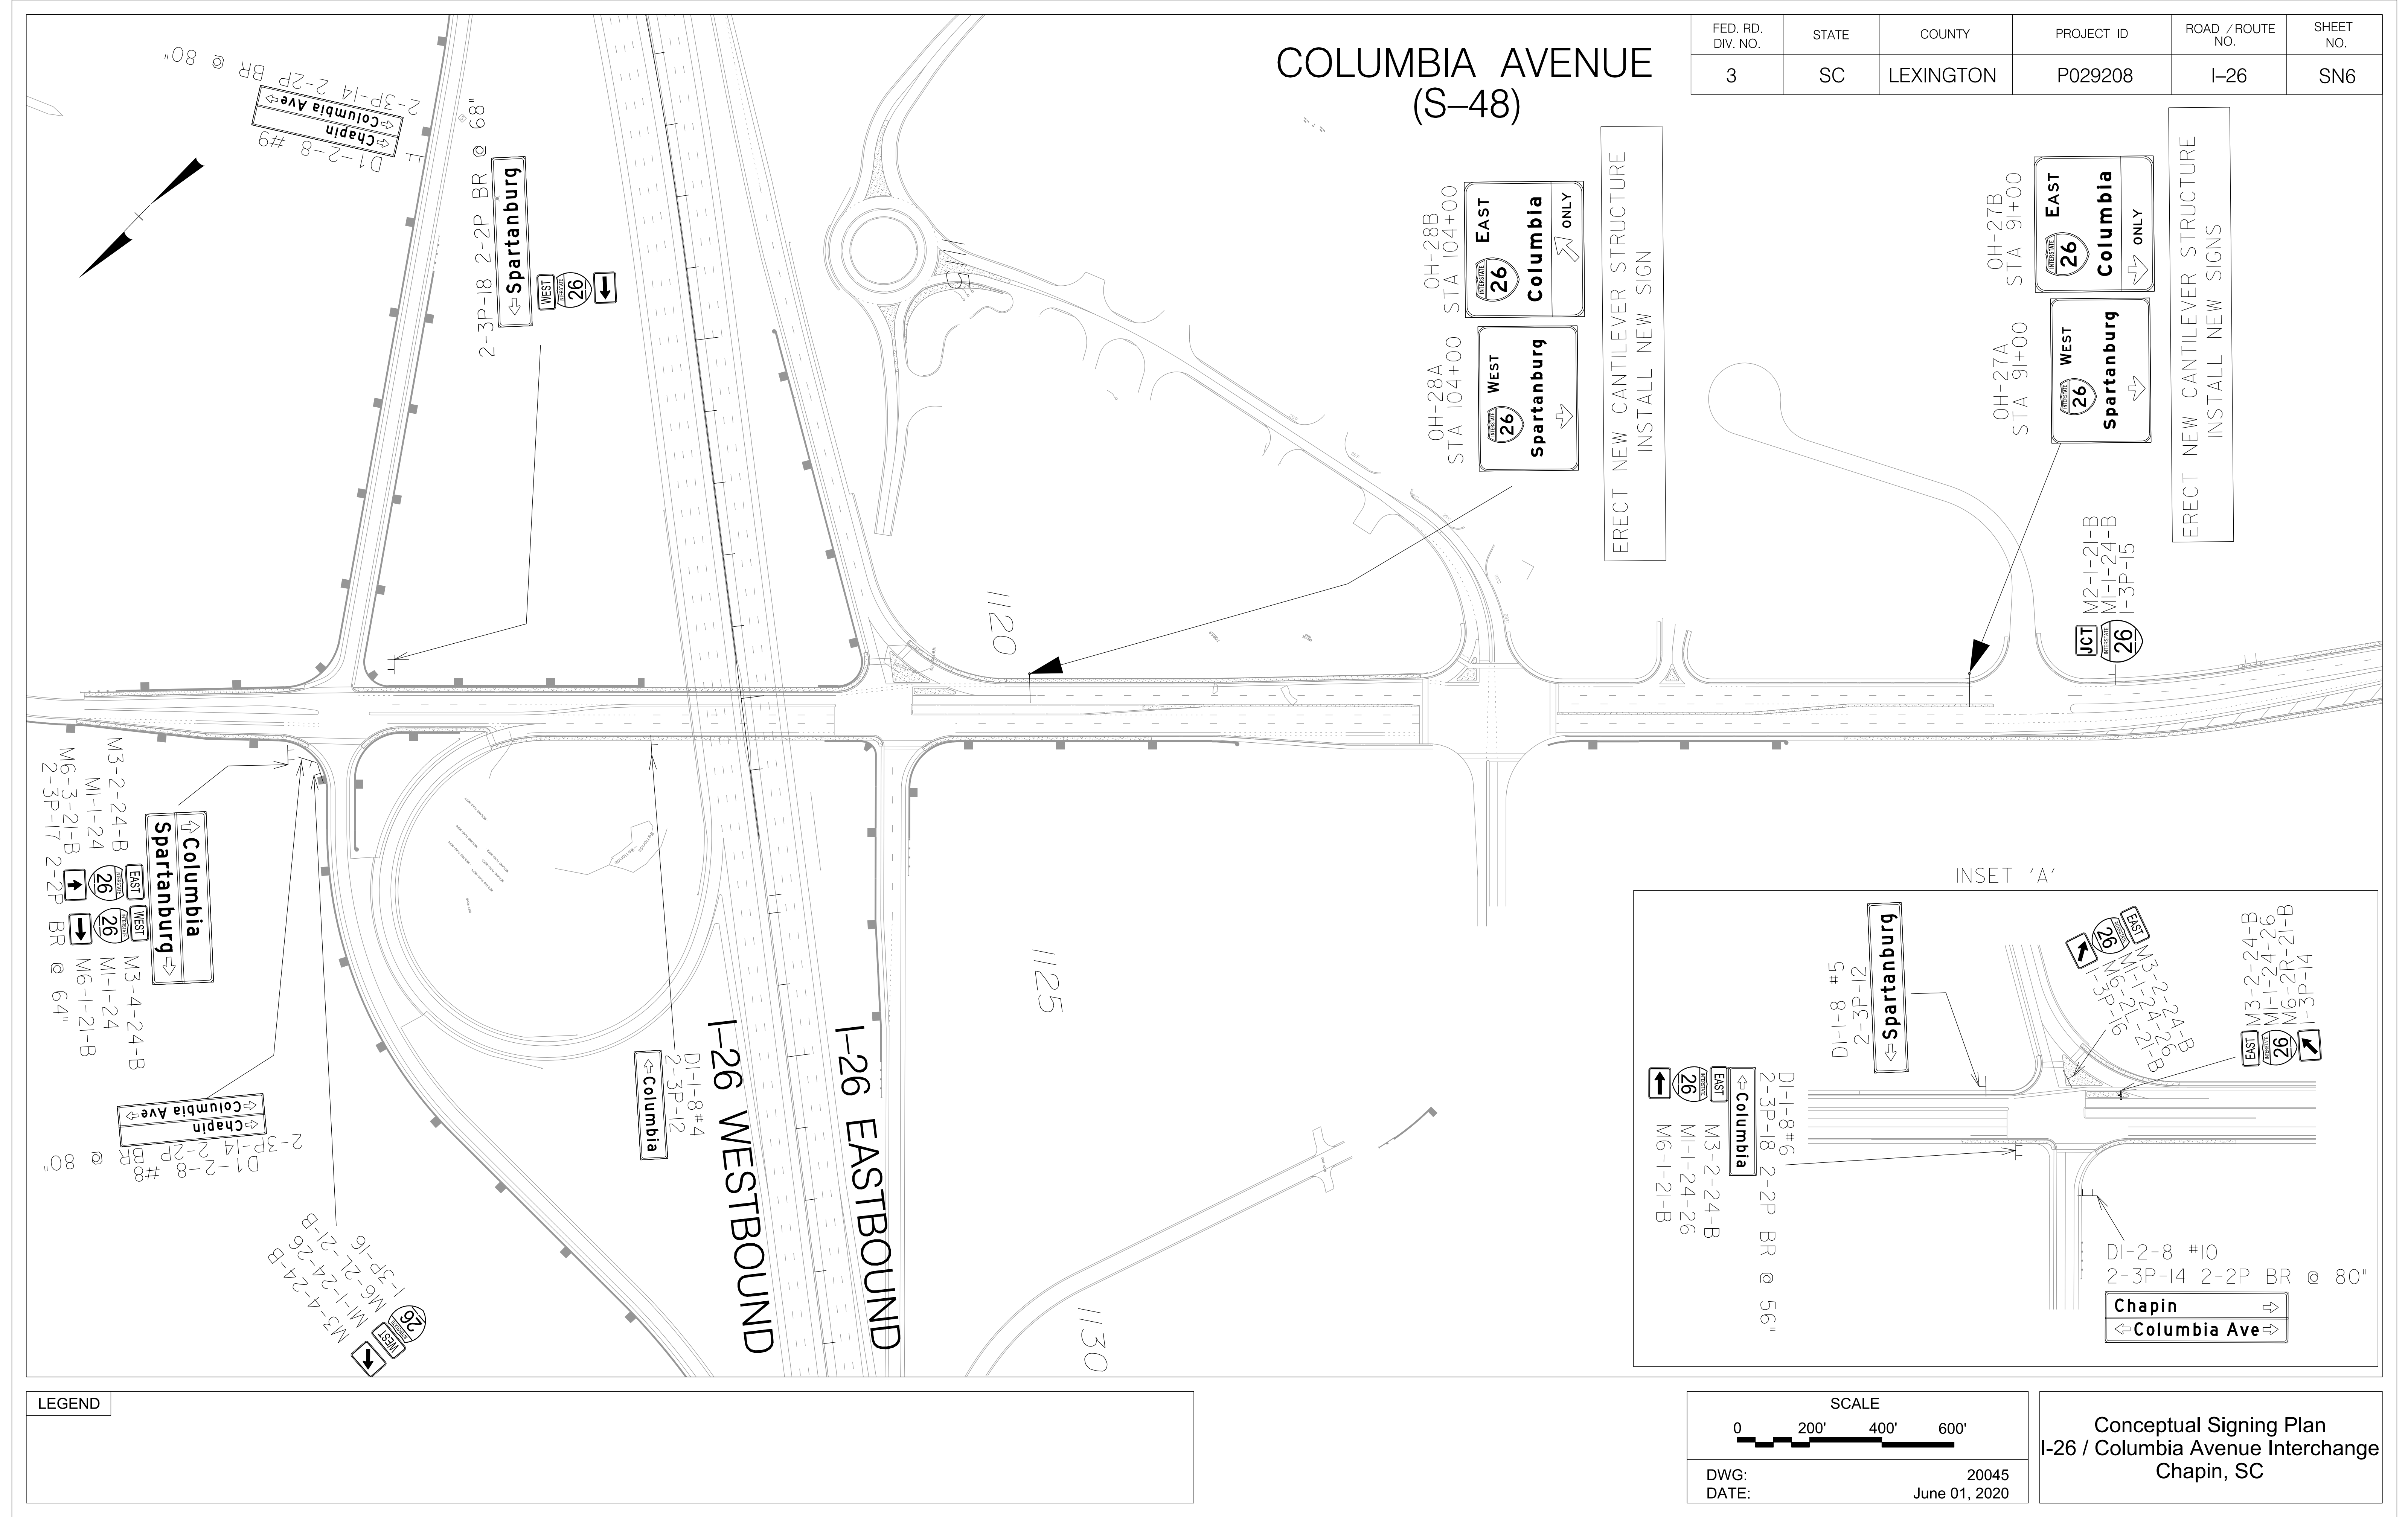 COLUMBIA AVENUE
(S-48)
FED. RD.
DIV. NO.
STATE
COUNTY
PROJECT ID
ROAD / ROUTE
NO.
SHEET
NO.
3
SC
LEXINGTON
P029208
I-26
SN6
2-3P-14 2-2P BR @ 80"
Columbia Ave
Chapin
D1-2-8 #9
2-3P-18 2-2P BR @ 68"
Spartanburg
WEST
INTERSTATE
26
1115
OH-28B
STA 104+00
INTERSTATE
26
EAST
Columbia
ONLY
OH-28A
STA 104+00
INTERSTATE
26
WEST
Spartanburg
ERECT NEW CANTILEVER STRUCTURE
INSTALL NEW SIGN
OH-27B
STA 91+00
INTERSTATE
26
EAST
Columbia
ONLY
OH-27A
STA 91+00
INTERSTATE
26
WEST
Spartanburg
ERECT NEW CANTILEVER STRUCTURE
INSTALL NEW SIGNS
M2-1-21-B
M1-1-24-B
1-3P-15
JCT
INTERSTATE
26
1120
M3-2-24-B
M1-1-24
M6-3-21-B
2-3P-17 2-2P BR @ 64"
EAST
INTERSTATE
26
WEST
INTERSTATE
26
M3-4-24-B
M1-1-24
M6-1-21-B
Columbia
Spartanburg
Columbia Ave
Chapin
2-3P-14 2-2P BR @ 80"
D1-2-8 #8
M3-4-24-B
M1-1-24-26
M6-2L-21-B
1-3P-16
26
INTERSTATE
WEST
D1-1-8#4
2-3P-12
Columbia
I-26 WESTBOUND
I-26 EASTBOUND
1125
1130
INSET 'A'
D1-1-8 #5
2-3P-12
Spartanburg
EAST
26
M3-2-24-B
M1-1-24-26
M6-2L-21-B
1-3P-16
M3-2-24-B
M1-1-24-26
M6-2R-21-B
1-3P-14
EAST
INTERSTATE
26
D1-1-8#6
2-3P-18 2-2P BR @ 56"
Columbia
EAST
INTERSTATE
26
M3-2-24-B
M1-1-24-26
M6-1-21-B
D1-2-8 #10
2-3P-14 2-2P BR @ 80"
Chapin
Columbia Ave
LEGEND
SCALE
0 200' 400' 600'
DWG: 20045
DATE: June 01, 2020
Conceptual Signing Plan
I-26 / Columbia Avenue Interchange
Chapin, SC